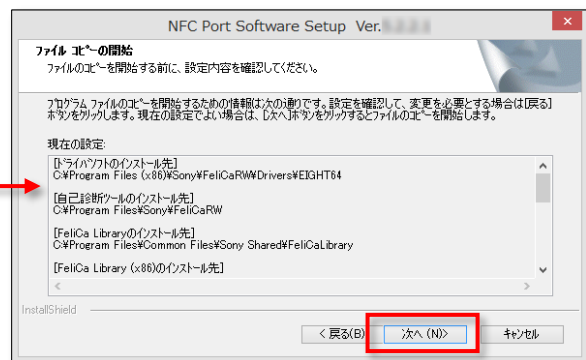 NFC Port Software Setup Ver.
ファイル コピーの開始
ファイルのコピーを開始する前に、設定内容を確認してください。
プログラム ファイルのコピーを開始するための情報は次の通りです。設定を確認して、変更を必要とする場合は[戻る]
ボタンをクリックします。現在の設定でよい場合は、[次へ]ボタンをクリックするとファイルのコピーを開始します。
現在の設定:
[ドライバソフトのインストール先]
C:¥Program Files (x86)¥Sony¥FeliCaRW¥Drivers¥EIGHT64
[自己診断ツールのインストール先]
C:¥Program Files¥Sony¥FeliCaRW
[FeliCa Libraryのインストール先]
C:¥Program Files¥Common Files¥Sony Shared¥FeliCaLibrary
[FeliCa Library (x86)のインストール先]
InstallShield
< 戻る(B) 次へ (N)> キャンセル